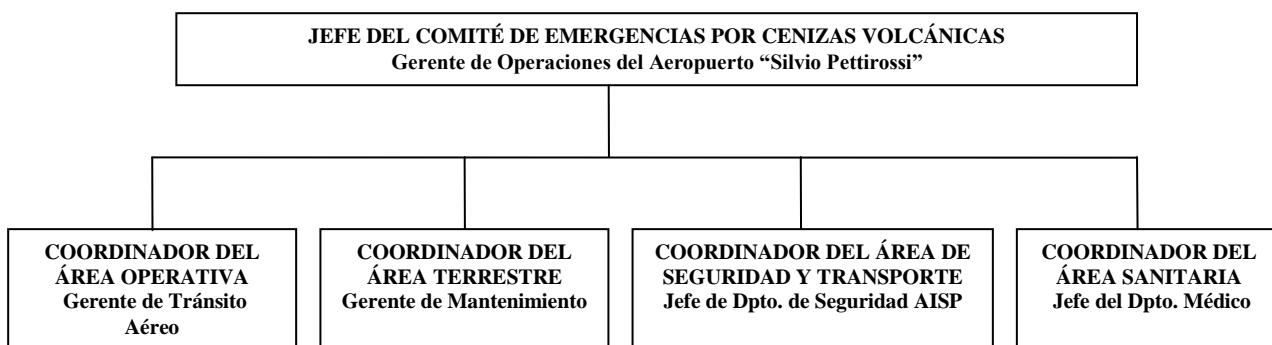 JEFE DEL COMITÉ DE EMERGENCIAS POR CENIZAS VOLCÁNICAS
Gerente de Operaciones del Aeropuerto “Silvio Pettirossi”
COORDINADOR DEL
ÁREA OPERATIVA
Gerente de Tránsito
Aéreo
COORDINADOR DEL
ÁREA TERRESTRE
Gerente de Mantenimiento
COORDINADOR DEL ÁREA DE
SEGURIDAD Y TRANSPORTE
Jefe de Dpto. de Seguridad AISP
COORDINADOR DEL
ÁREA SANITARIA
Jefe del Dpto. Médico